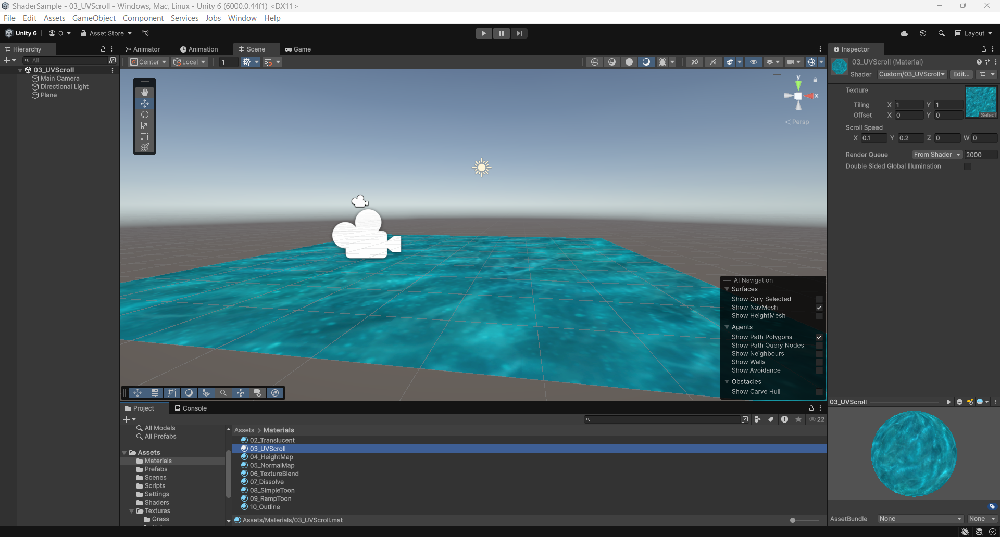 ShaderSample - 03_UVScroll - Windows, Mac, Linux - Unity 6 (6000.0.44f1) <DX11>
File Edit Assets GameObject Component Services Jobs Window Help
Unity 6 O Asset Store Layout
Hierarchy
All
03_UVScroll
Main Camera
Directional Light
Plane
Animator Animation Scene Game
Center Local 1 2D
y
x
Persp
AI Navigation
Surfaces
Show Only Selected
Show NavMesh
Show HeightMesh
Agents
Show Path Polygons
Show Path Query Nodes
Show Neighbours
Show Walls
Show Avoidance
Obstacles
Show Carve Hull
Inspector
03_UVScroll (Material)
Shader Custom/03_UVScroll Edit...
Texture
Tiling X 1 Y 1
Offset X 0 Y 0
Select
Scroll Speed
X 0.1 Y 0.2 Z 0 W 0
Render Queue From Shader 2000
Double Sided Global Illumination
Project Console
22
All Models
All Prefabs
Assets
Materials
Prefabs
Scenes
Scripts
Settings
Shaders
Textures
Grass
Assets > Materials
02_Translucent
03_UVScroll
04_HeightMap
05_NormalMap
06_TextureBlend
07_Dissolve
08_SimpleToon
09_RampToon
10_Outline
Assets/Materials/03_UVScroll.mat
03_UVScroll
AssetBundle None None